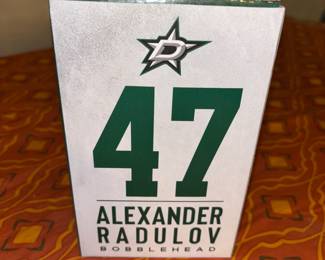 D
47
ALEXANDER
RADULOV
BOBBLEHEAD